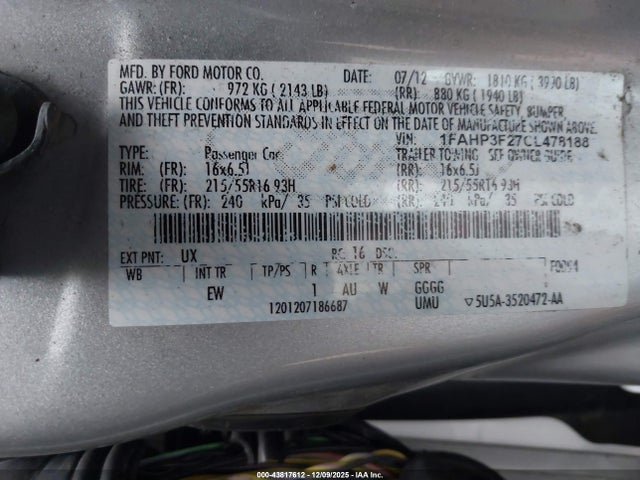 MFD. BY FORD MOTOR CO. DATE: 07/12 GVWR: 1810 KG ( 3990 LB)
GAWR: (FR): 972 KG ( 2143 LB) (RR): 880 KG ( 1940 LB)
THIS VEHICLE CONFORMS TO ALL APPLICABLE FEDERAL MOTOR VEHICLE SAFETY, BUMPER
AND THEFT PREVENTION STANDARDS IN EFFECT ON THE DATE OF MANUFACTURE SHOWN ABOVE.
VIN: 1FAHP3F27CL478188
TYPE: Passenger Car TRAILER TOWING - SEE OWNER GUIDE
RIM: (FR): 16x6.5J (RR): 16x6.5J
TIRE: (FR): 215/55R16 93H (RR): 215/55R16 93H
PRESSURE: (FR): 240 kPa/ 35 PSI COLD (RR): 240 kPa/ 35 PSI COLD
EXT PNT: UX RC: 16 DSO: F0094
WB INT TR TP/PS R AXLE TR SPR
EW 1 AU W GGGG
1201207186687 UMU ▽5U5A-3520472-AA
000-43817612 - 12/09/2025 - IAA Inc.